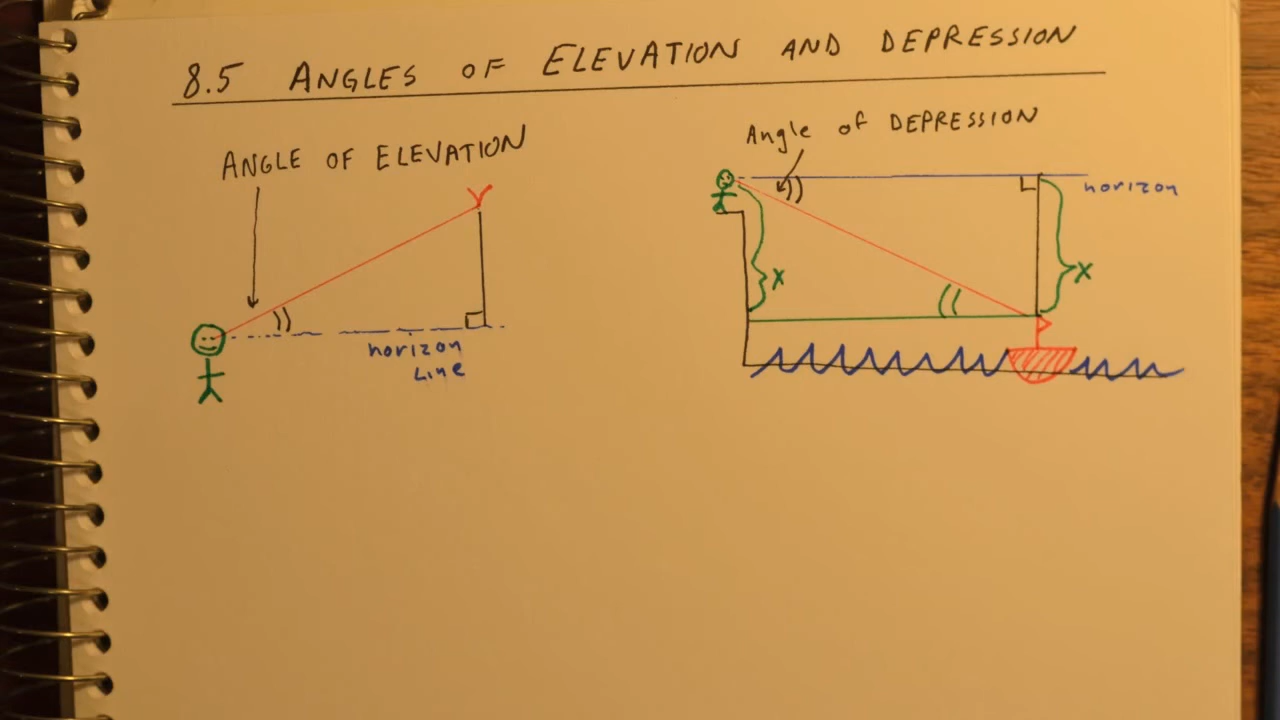 8.5 ANGLES OF ELEVATION AND DEPRESSION
ANGLE OF ELEVATION
horizon
LINE
Angle of DEPRESSION
horizon
X
X